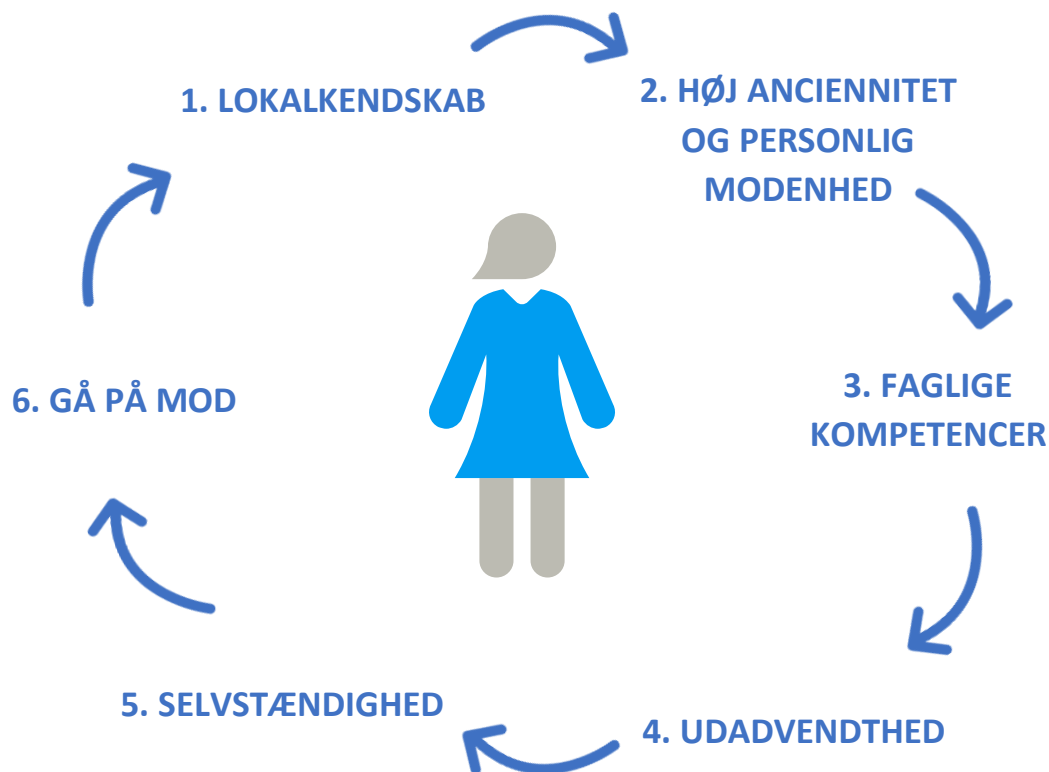 1. LOKALKENDSKAB
2. HØJ ANCIENNITET
OG PERSONLIG
MODENHED
3. FAGLIGE
KOMPETENCER
4. UDADVENDTHED
5. SELVSTÆNDIGHED
6. GÅ PÅ MOD